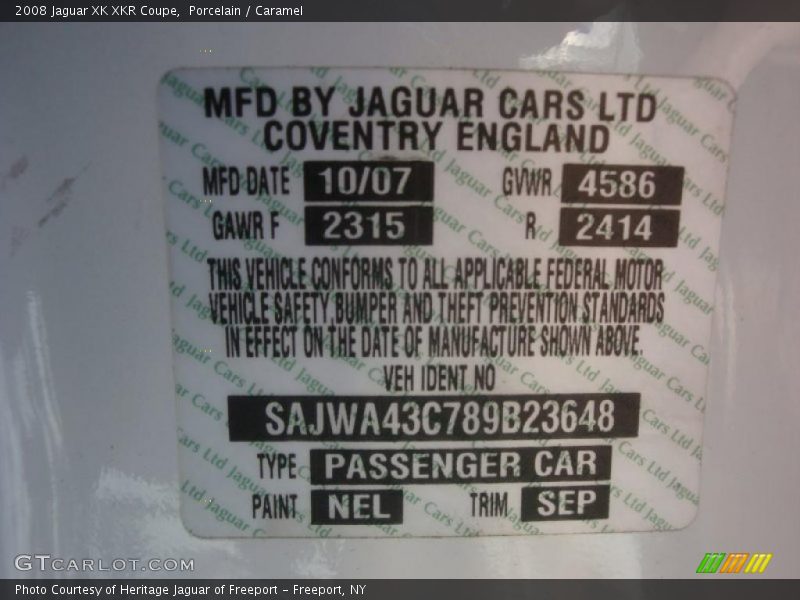 2008 Jaguar XK XKR Coupe, Porcelain / Caramel
MFD BY JAGUAR CARS LTD
COVENTRY ENGLAND
MFD DATE 10/07 GVWR 4586
GAWR F 2315 R 2414
THIS VEHICLE CONFORMS TO ALL APPLICABLE FEDERAL MOTOR
VEHICLE SAFETY, BUMPER AND THEFT PREVENTION STANDARDS
IN EFFECT ON THE DATE OF MANUFACTURE SHOWN ABOVE.
VEH IDENT NO
SAJWA43C789B23648
TYPE PASSENGER CAR
PAINT NEL TRIM SEP
GTCARLOT.COM
Photo Courtesy of Heritage Jaguar of Freeport - Freeport, NY